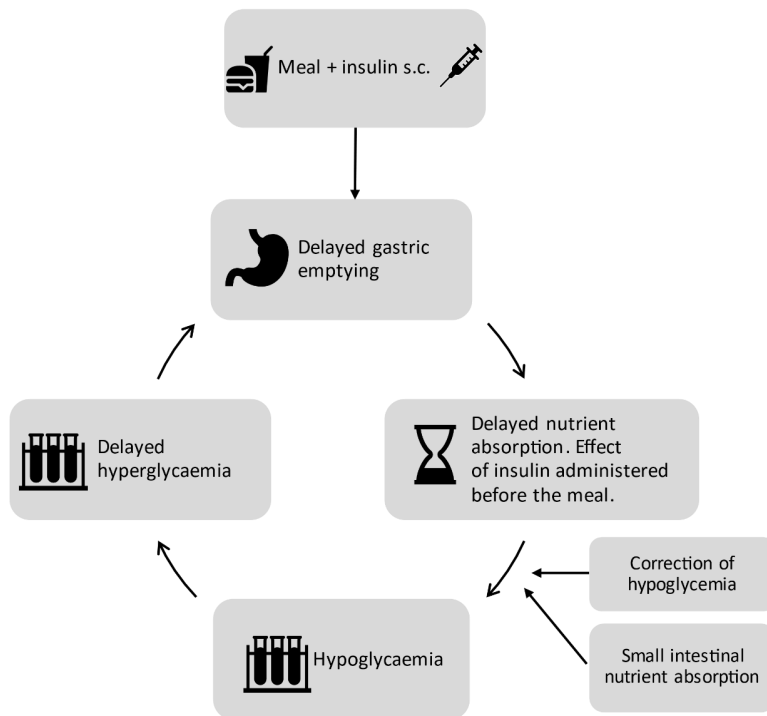 Meal + insulin s.c.
Delayed gastric
emptying
Delayed nutrient
absorption. Effect
of insulin administered
before the meal.
Delayed
hyperglycaemia
Correction of
hypoglycemia
Hypoglycaemia
Small intestinal
nutrient absorption